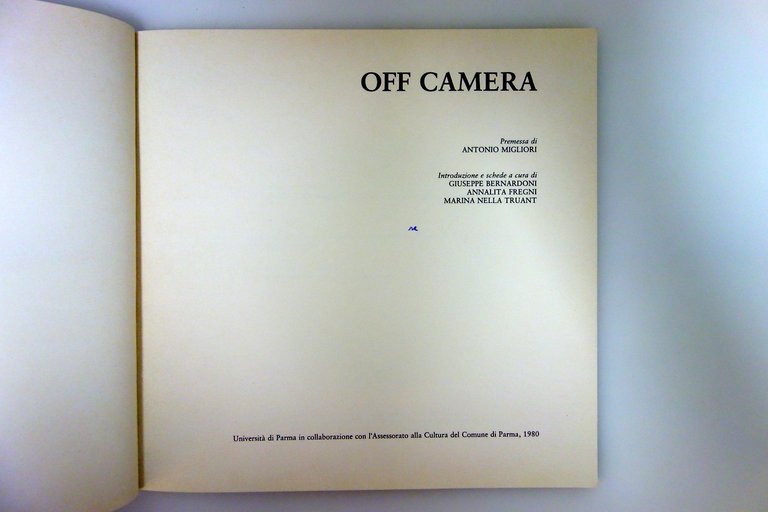 OFF CAMERA
Premessa di
ANTONIO MIGLIORI
Introduzione e schede a cura di
GIUSEPPE BERNARDONI
ANNALITA FREGNI
MARINA NELLA TRUANT
Università di Parma in collaborazione con l'Assessorato alla Cultura del Comune di Parma, 1980